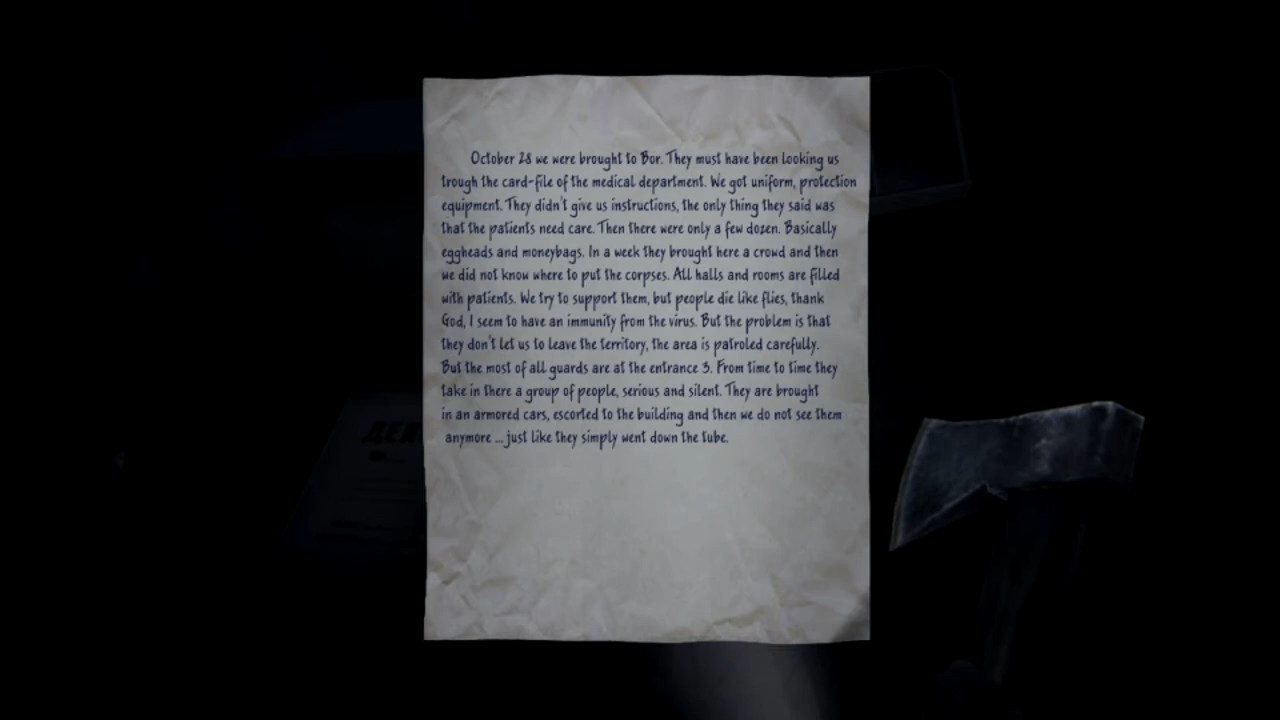 October 28 we were brought to Bor. They must have been looking us
trough the card-file of the medical department. We got uniform, protection
equipment. They didn't give us instructions, the only thing they said was
that the patients need care. Then there were only a few dozen. Basically
eggheads and moneybags. In a week they brought here a crowd and then
we did not know where to put the corpses. All halls and rooms are filled
with patients. We try to support them, but people die like flies, thank
God, I seem to have an immunity from the virus. But the problem is that
they don't let us to leave the territory, the area is patroled carefully.
But the most of all guards are at the entrance 3. From time to time they
take in there a group of people, serious and silent. They are brought
in an armored cars, escorted to the building and then we do not see them
anymore ... just like they simply went down the tube.